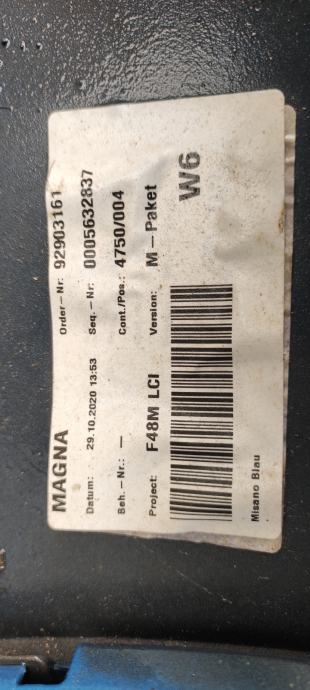 MAGNA Order-Nr: 92903161
Datum: 29.10.2020 13:53 Seq.-Nr: 0005632837
Beh.-Nr.: — Cont./Pos.: 4750/004
Project: F48M LCI Version: M-Paket
W6
Misano Blau